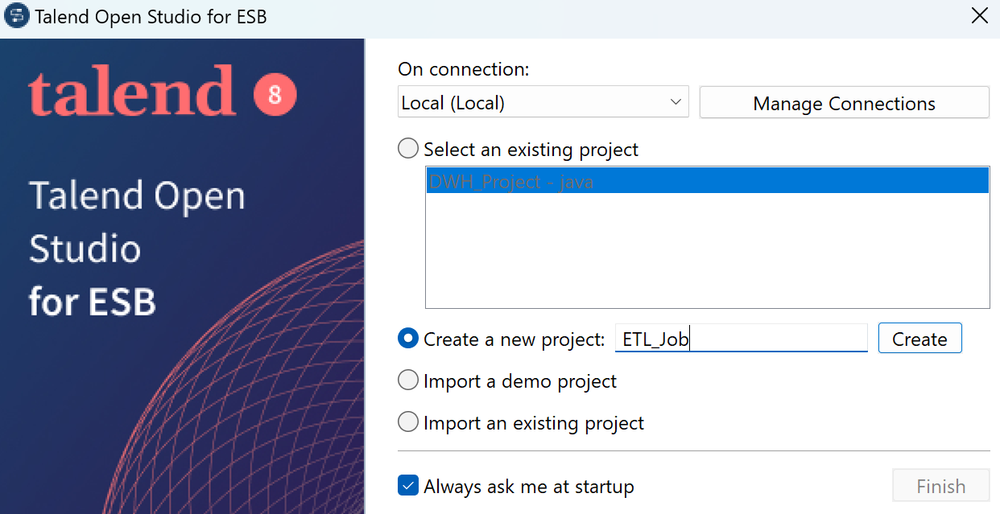 Talend Open Studio for ESB
talend 8
Talend Open
Studio
for ESB
On connection:
Local (Local)
Manage Connections
Select an existing project
DWH_Project - java
Create a new project:
ETL_Job
Create
Import a demo project
Import an existing project
Always ask me at startup
Finish